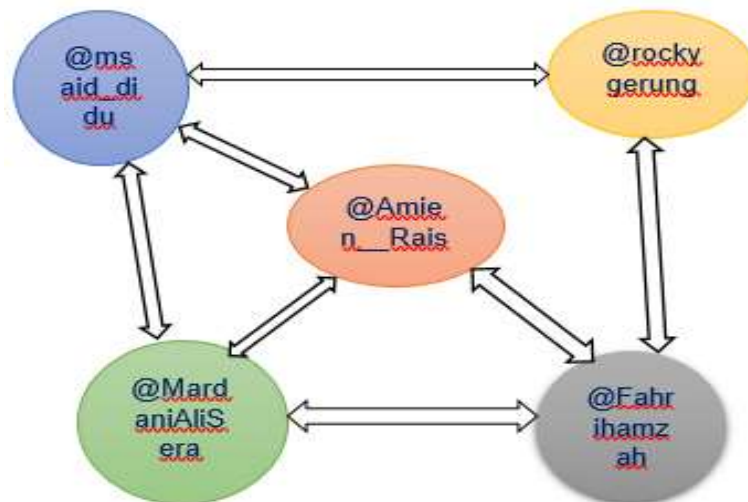 @ms
aid_di
du
@rocky
gerung
@Amie
n__Rais
@Mard
aniAliS
era
@Fahr
ihamz
ah